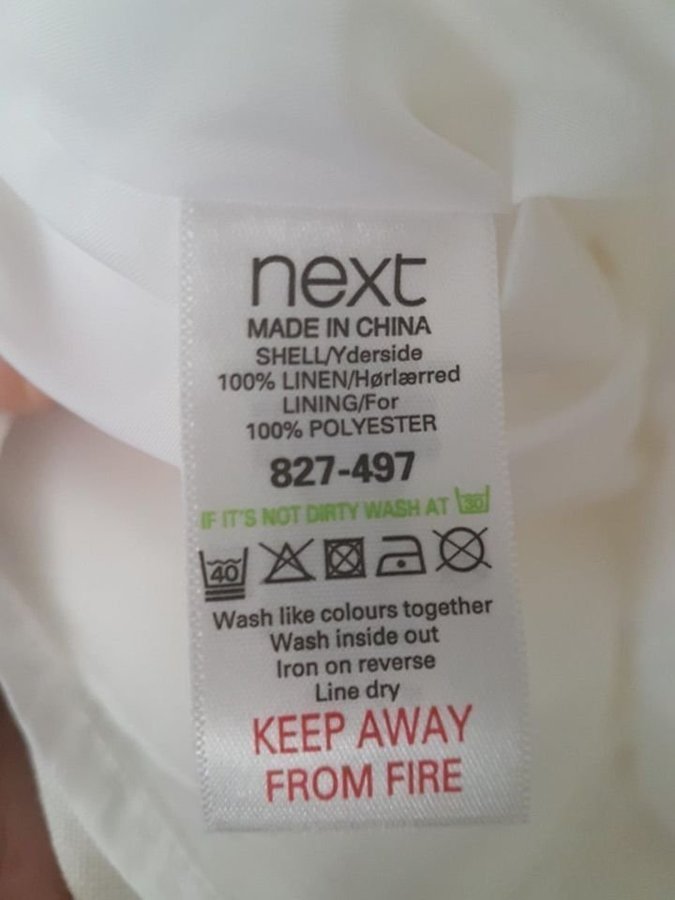 next
MADE IN CHINA
SHELL/Yderside
100% LINEN/Hørlærred
LINING/For
100% POLYESTER
827-497
IF IT'S NOT DIRTY WASH AT 30
40
Wash like colours together
Wash inside out
Iron on reverse
Line dry
KEEP AWAY
FROM FIRE